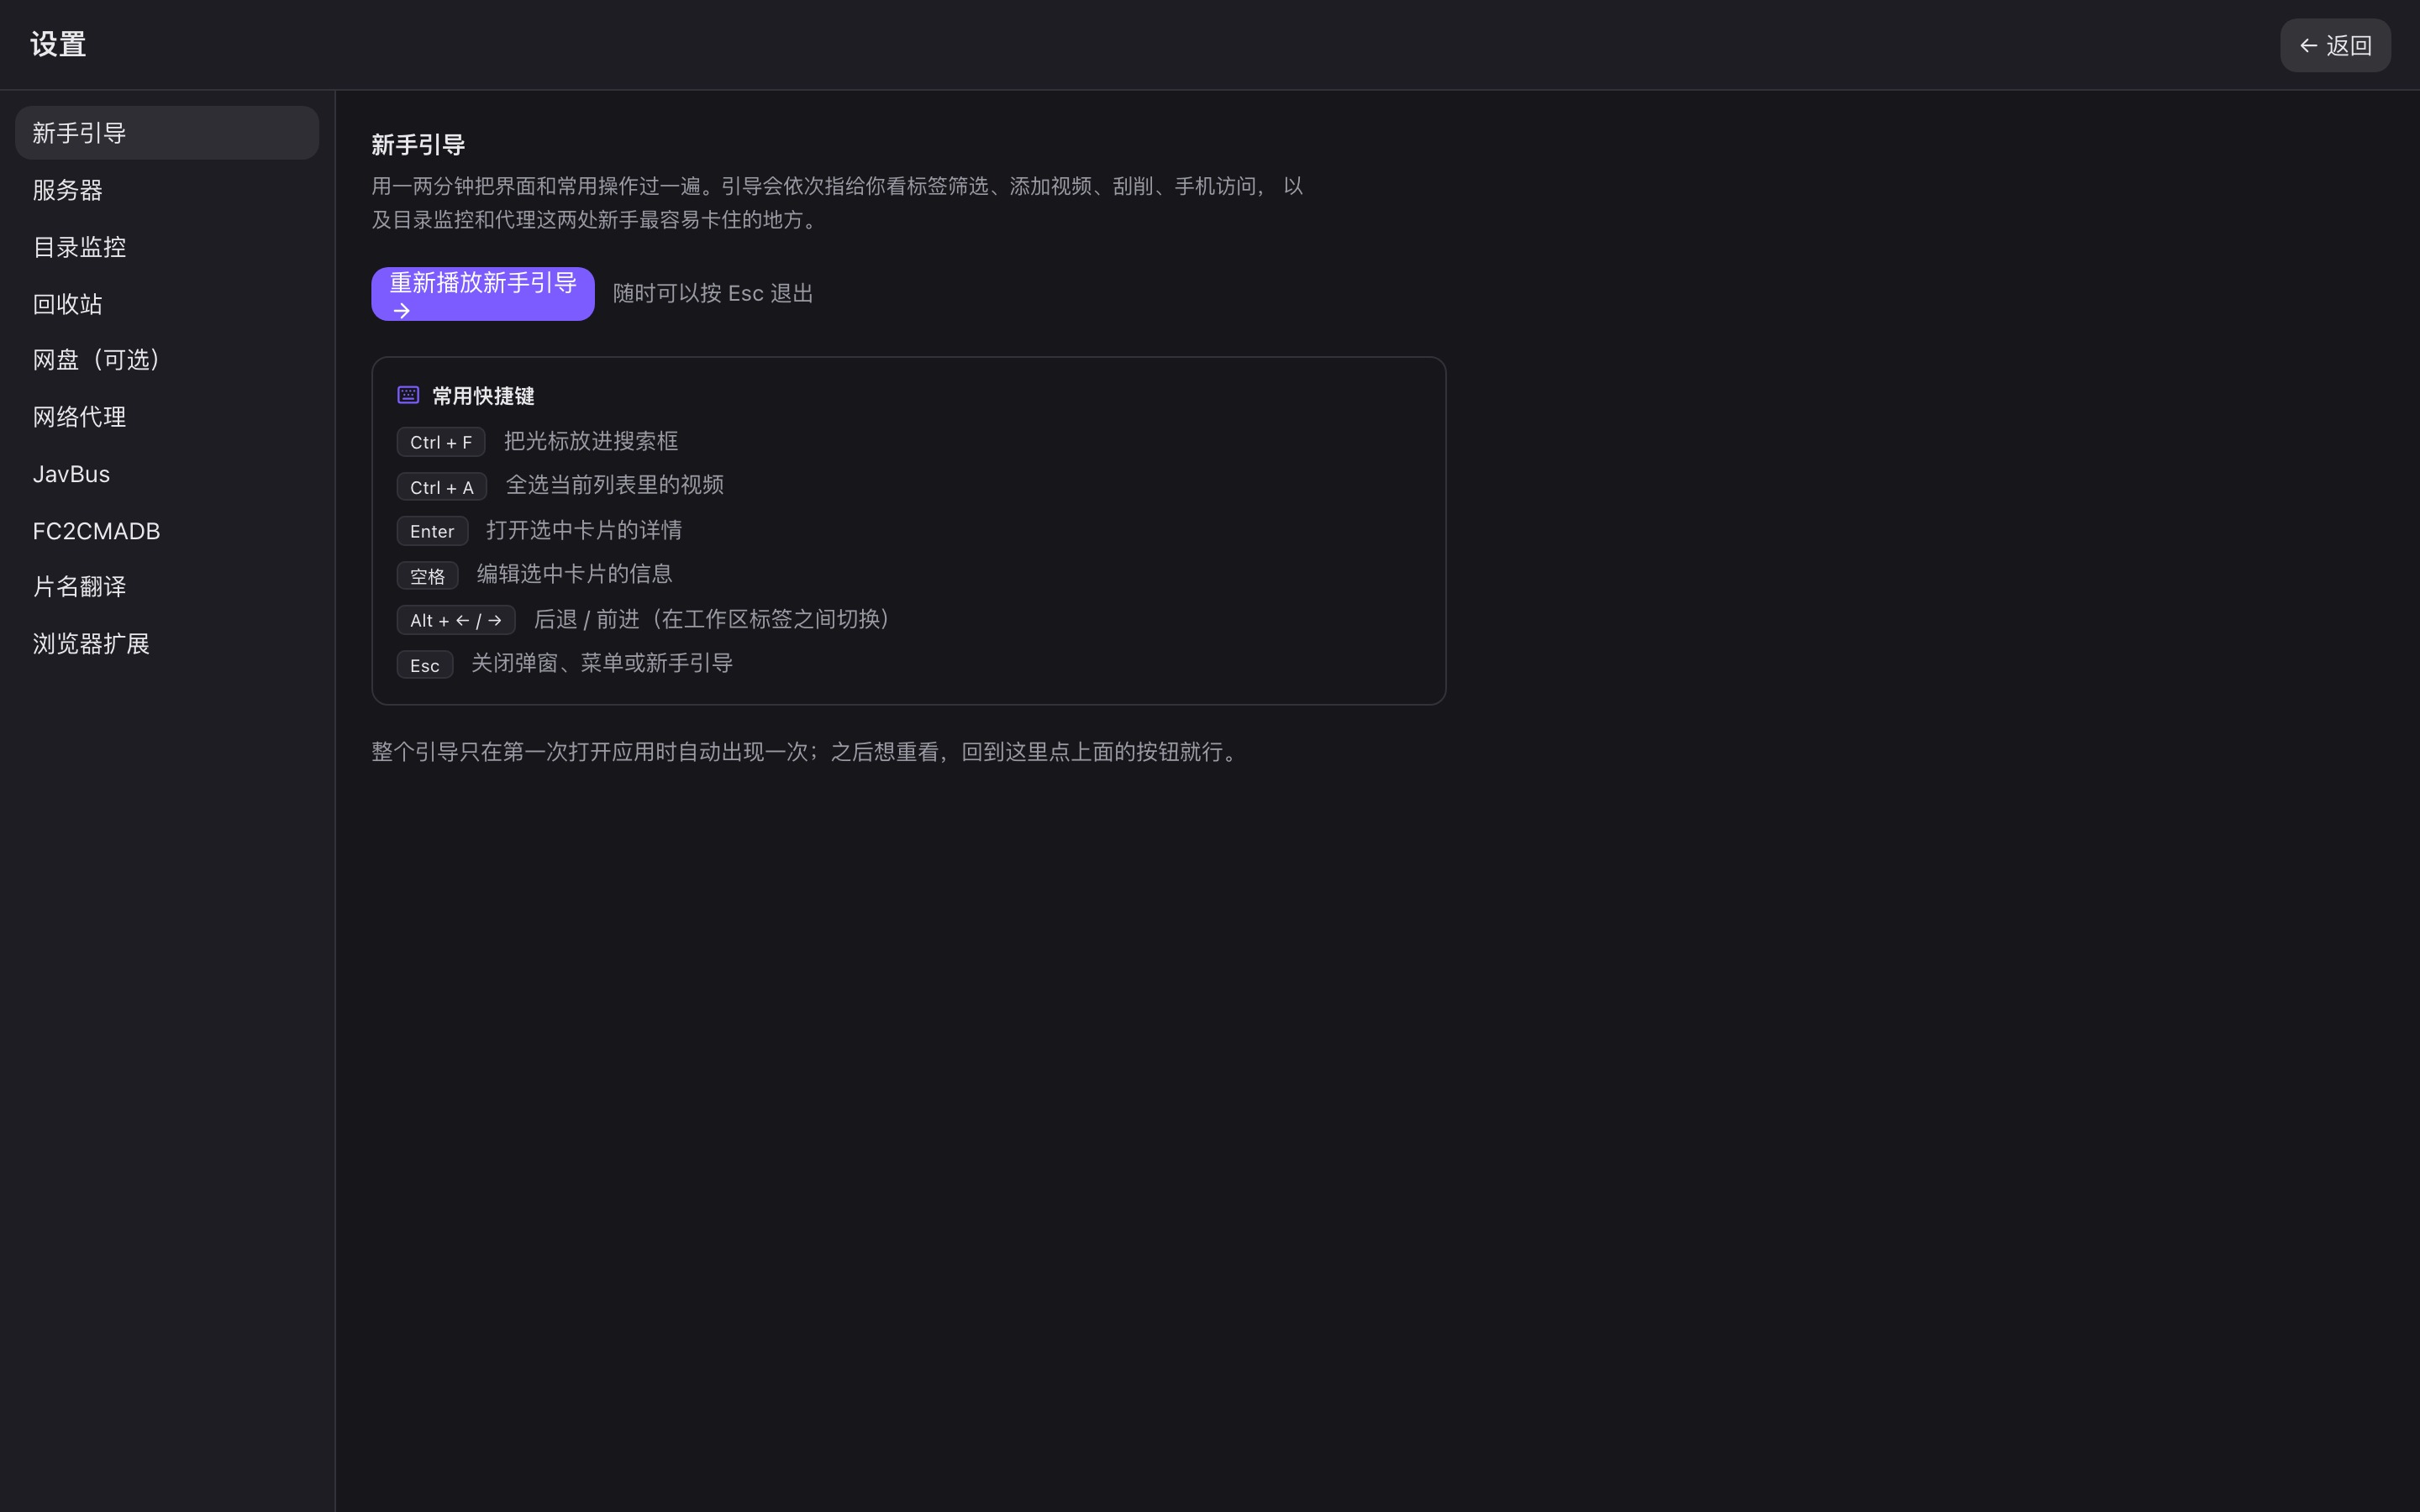 设置
← 返回
新手引导
服务器
目录监控
回收站
网盘（可选）
网络代理
JavBus
FC2CMADB
片名翻译
浏览器扩展
新手引导
用一两分钟把界面和常用操作过一遍。引导会依次指给你看标签筛选、添加视频、刮削、手机访问， 以
及目录监控和代理这两处新手最容易卡住的地方。
重新播放新手引导
→
随时可以按 Esc 退出
常用快捷键
Ctrl + F 把光标放进搜索框
Ctrl + A 全选当前列表里的视频
Enter 打开选中卡片的详情
空格 编辑选中卡片的信息
Alt + ← / → 后退 / 前进（在工作区标签之间切换）
Esc 关闭弹窗、菜单或新手引导
整个引导只在第一次打开应用时自动出现一次；之后想重看，回到这里点上面的按钮就行。